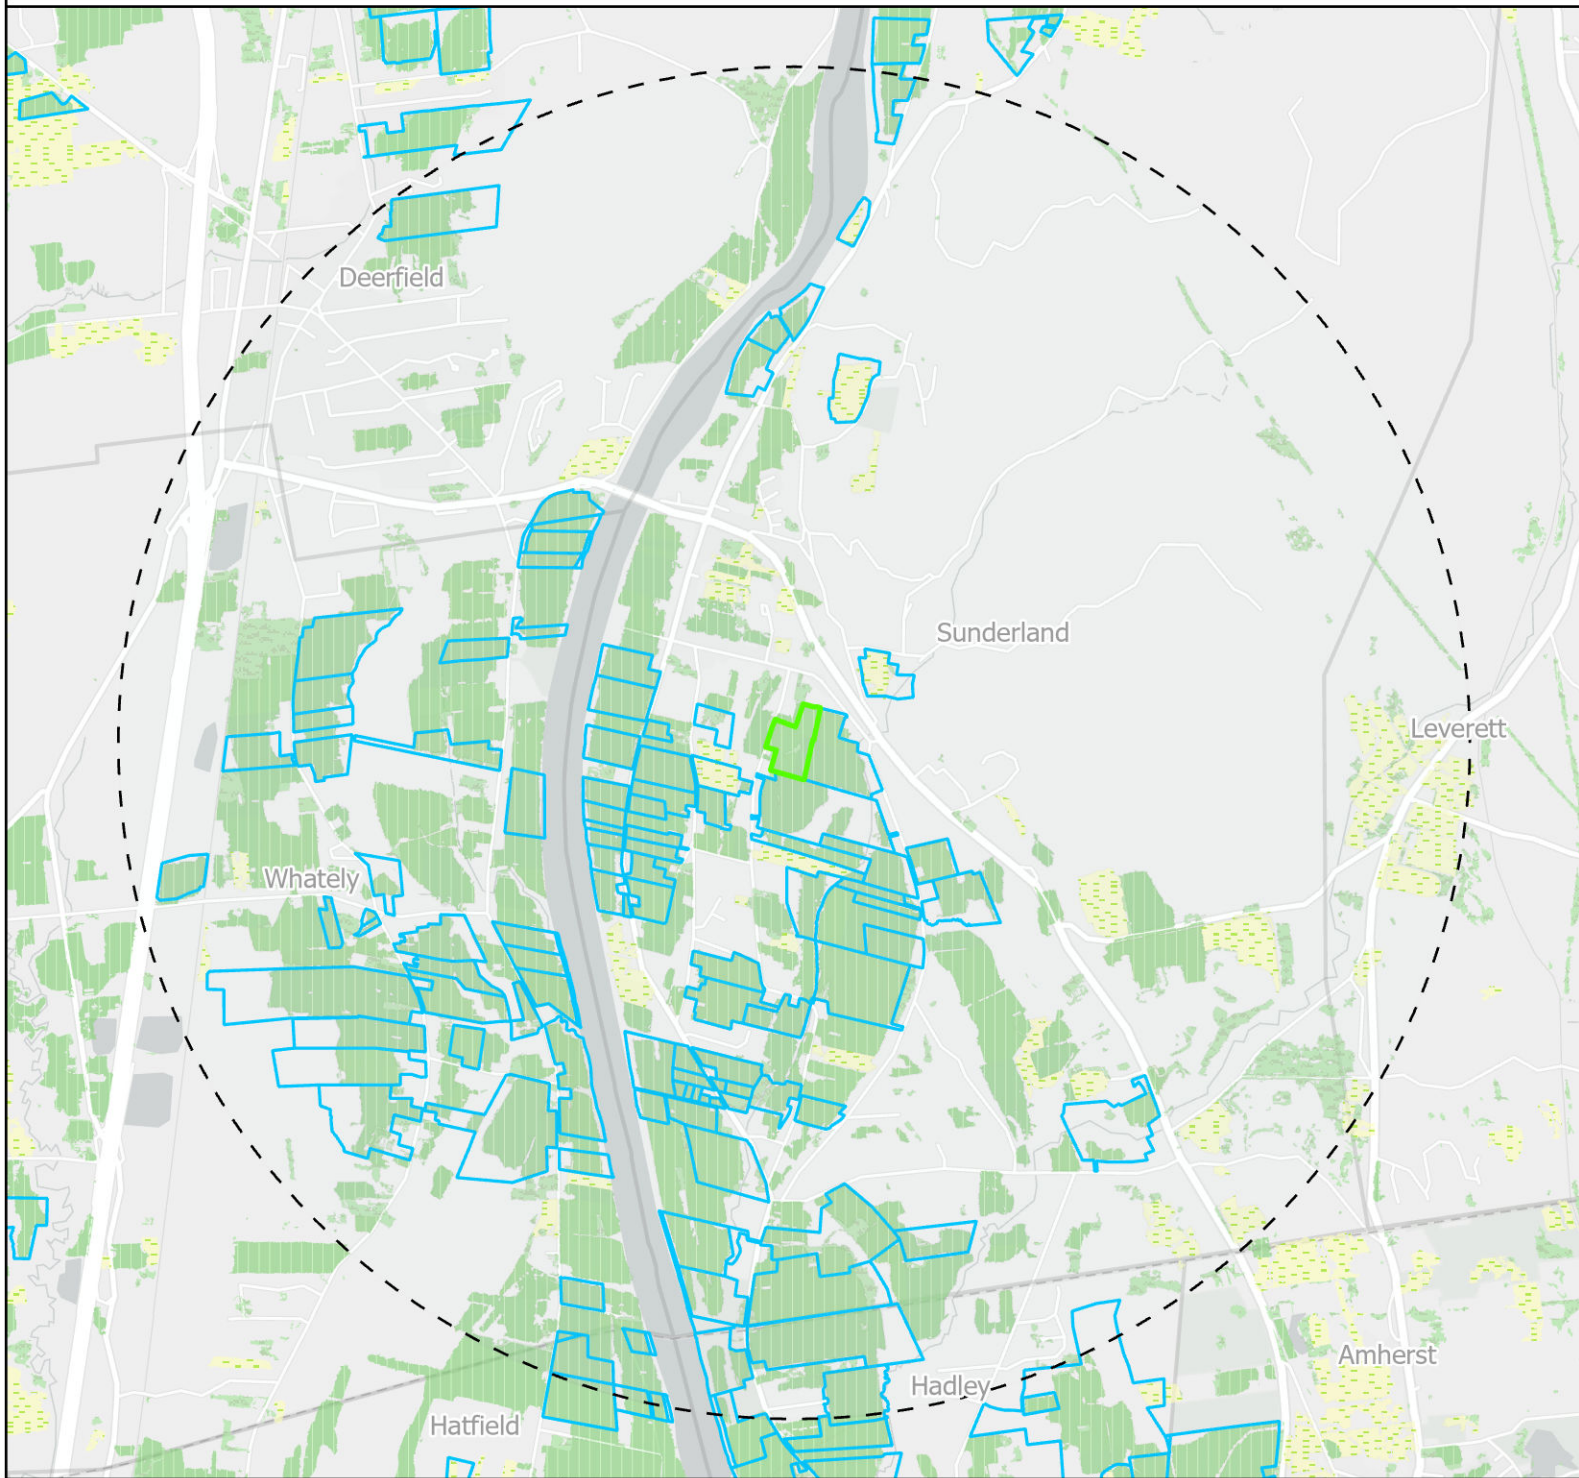 Deerfield
Sunderland
Leverett
Whately
Amherst
Hadley
Hatfield